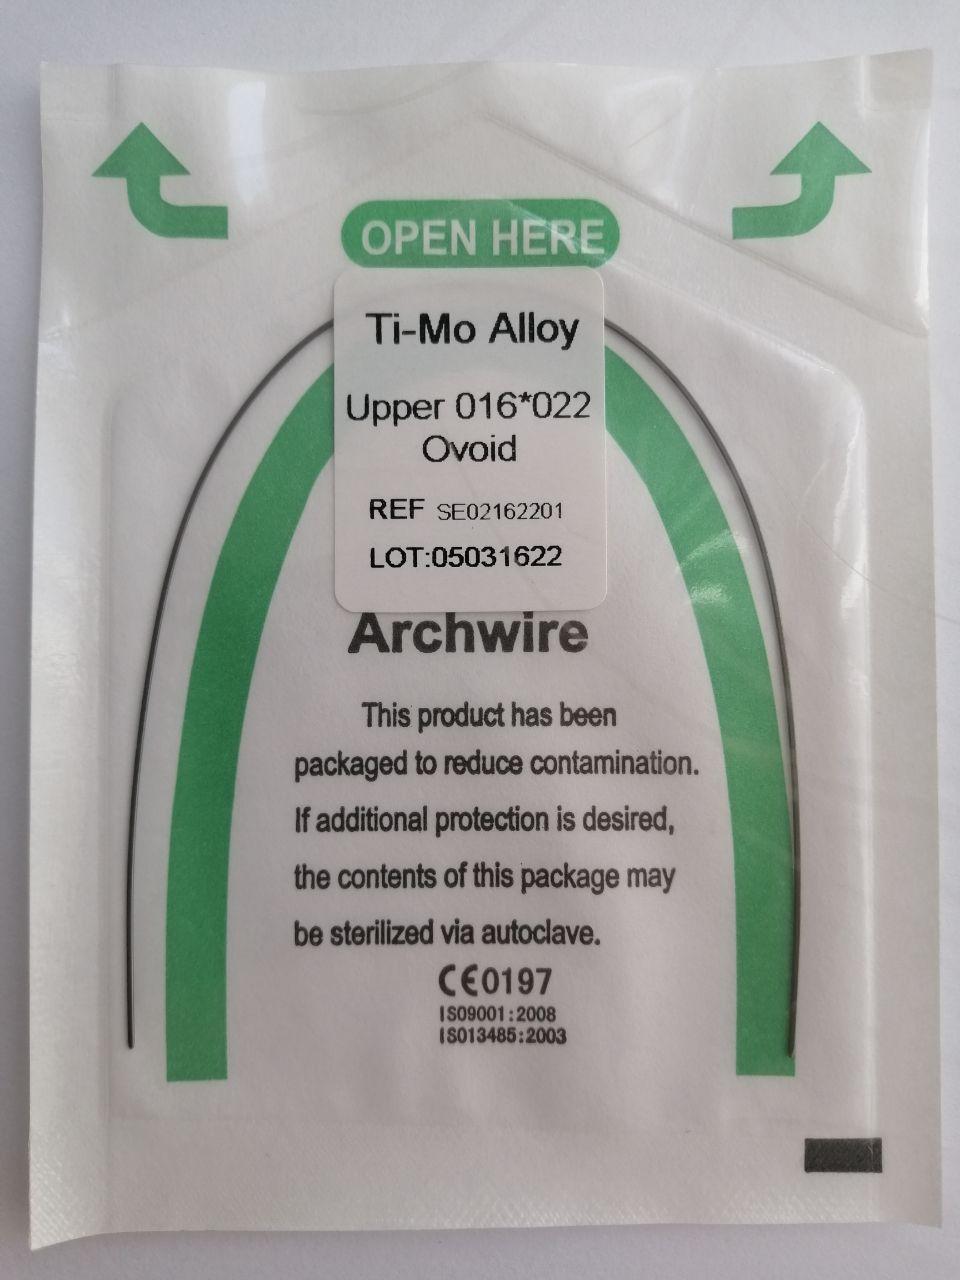 OPEN HERE
Ti-Mo Alloy
Upper 016*022
Ovoid
REF SE02162201
LOT:05031622
Archwire
This product has been
packaged to reduce contamination.
If additional protection is desired,
the contents of this package may
be sterilized via autoclave.
CE0197
ISO9001:2008
ISO13485:2003